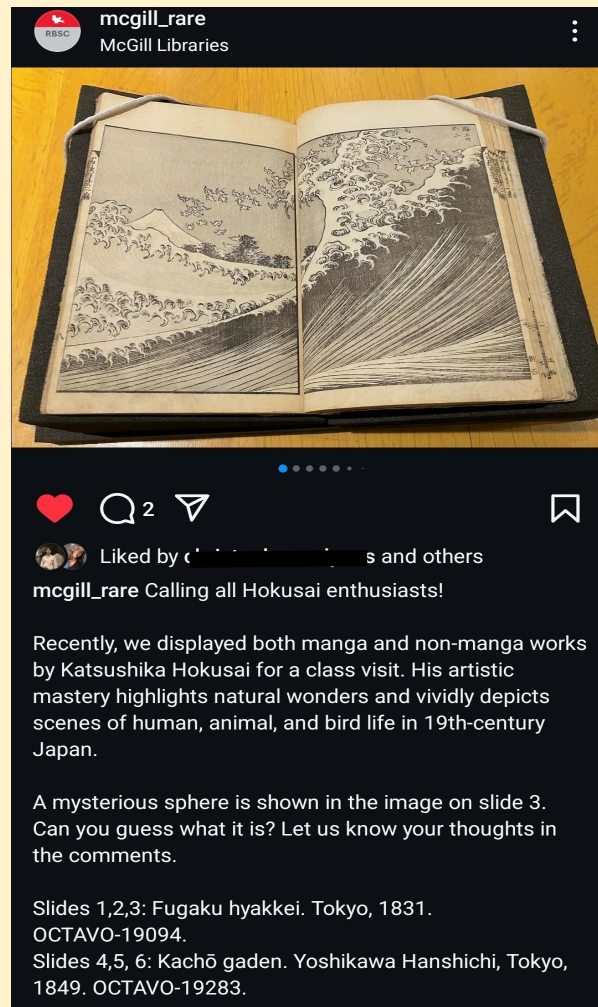 RBSC
mcgill_rare
McGill Libraries
2
Liked by and others
mcgill_rare Calling all Hokusai enthusiasts!
Recently, we displayed both manga and non-manga works
by Katsushika Hokusai for a class visit. His artistic
mastery highlights natural wonders and vividly depicts
scenes of human, animal, and bird life in 19th-century
Japan.
A mysterious sphere is shown in the image on slide 3.
Can you guess what it is? Let us know your thoughts in
the comments.
Slides 1,2,3: Fugaku hyakkei. Tokyo, 1831.
OCTAVO-19094.
Slides 4,5, 6: Kachō gaden. Yoshikawa Hanshichi, Tokyo,
1849. OCTAVO-19283.